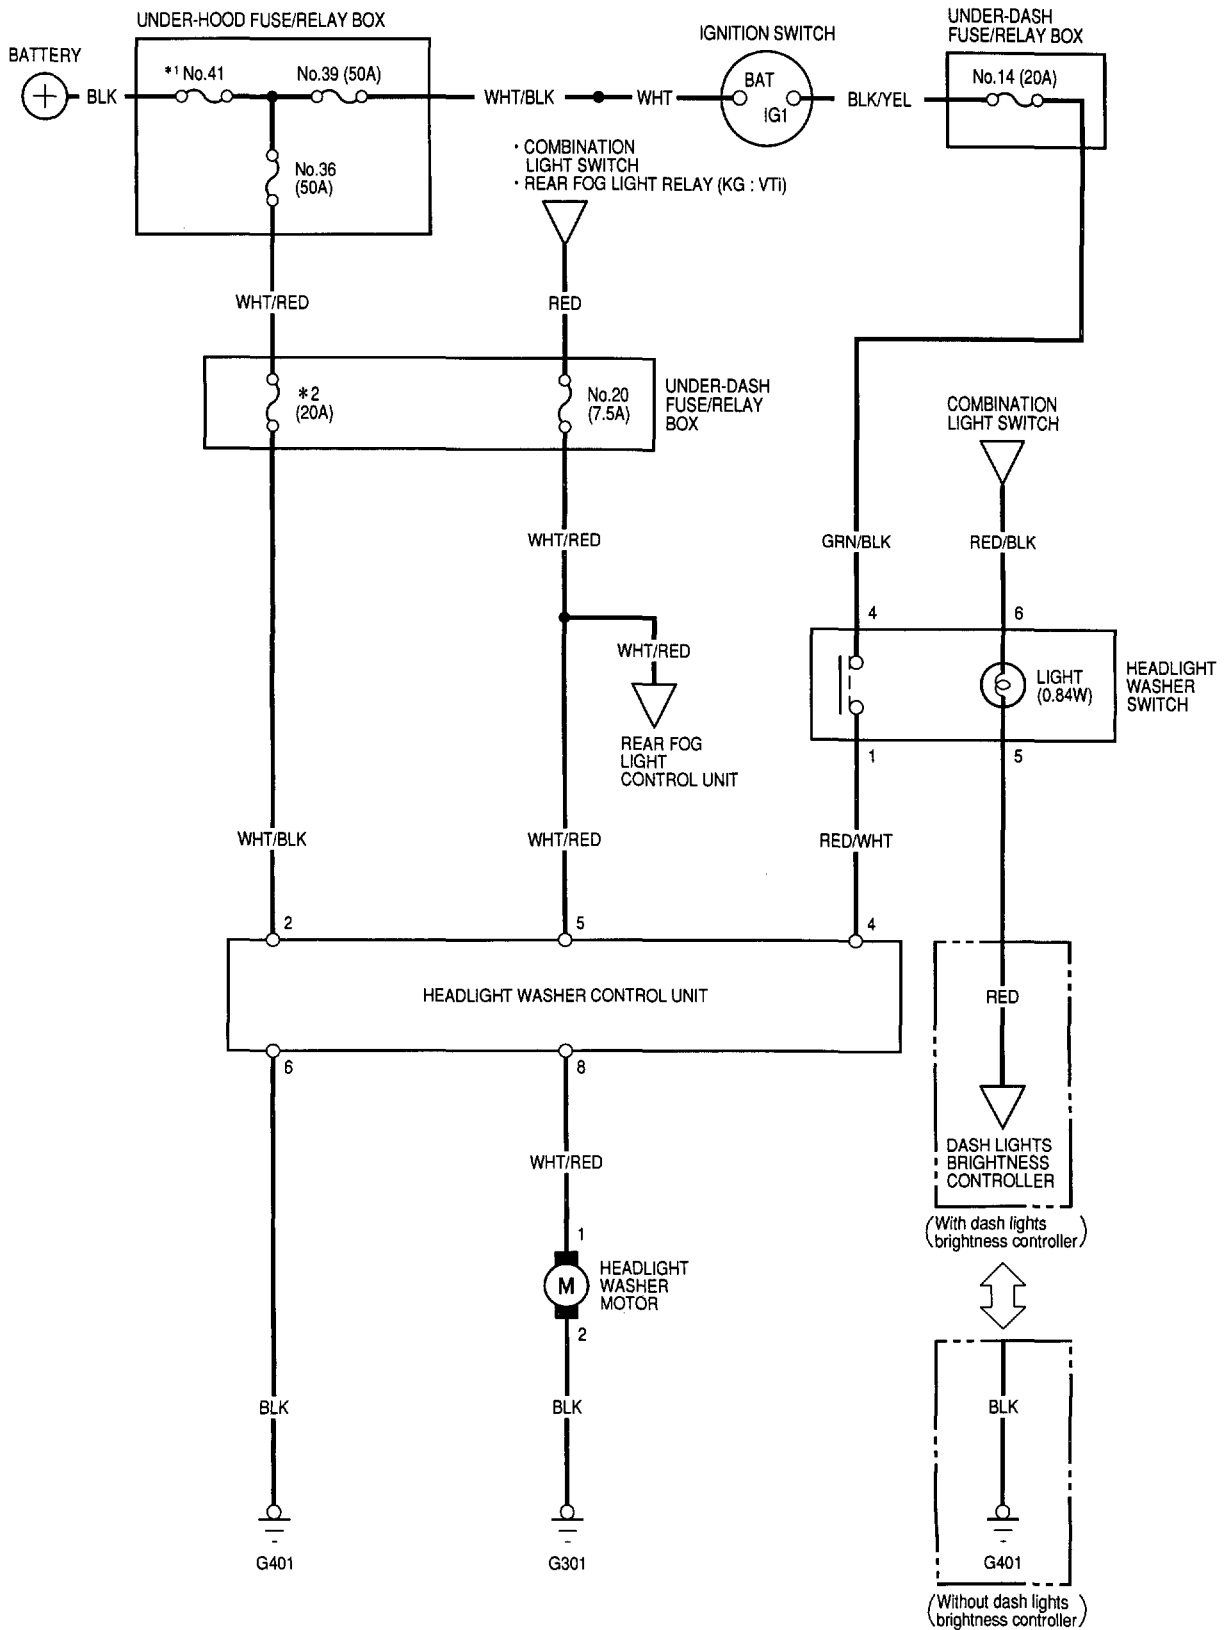 UNDER-HOOD FUSE/RELAY BOX
UNDER-DASH
FUSE/RELAY BOX
IGNITION SWITCH
BATTERY
*1 No.41
No.39 (50A)
BAT
No.14 (20A)
BLK
WHT/BLK
WHT
IG1
BLK/YEL
· COMBINATION
LIGHT SWITCH
· REAR FOG LIGHT RELAY (KG : VTi)
No.36
(50A)
WHT/RED
RED
*2
(20A)
No.20
(7.5A)
UNDER-DASH
FUSE/RELAY
BOX
COMBINATION
LIGHT SWITCH
WHT/RED
GRN/BLK
RED/BLK
4
6
WHT/RED
REAR FOG
LIGHT
CONTROL UNIT
LIGHT
(0.84W)
HEADLIGHT
WASHER
SWITCH
1
5
WHT/BLK
WHT/RED
RED/WHT
2
5
4
HEADLIGHT WASHER CONTROL UNIT
RED
6
8
DASH LIGHTS
BRIGHTNESS
CONTROLLER
WHT/RED
(With dash lights
brightness controller)
1
M
HEADLIGHT
WASHER
MOTOR
2
BLK
BLK
BLK
G401
G301
G401
(Without dash lights
brightness controller)